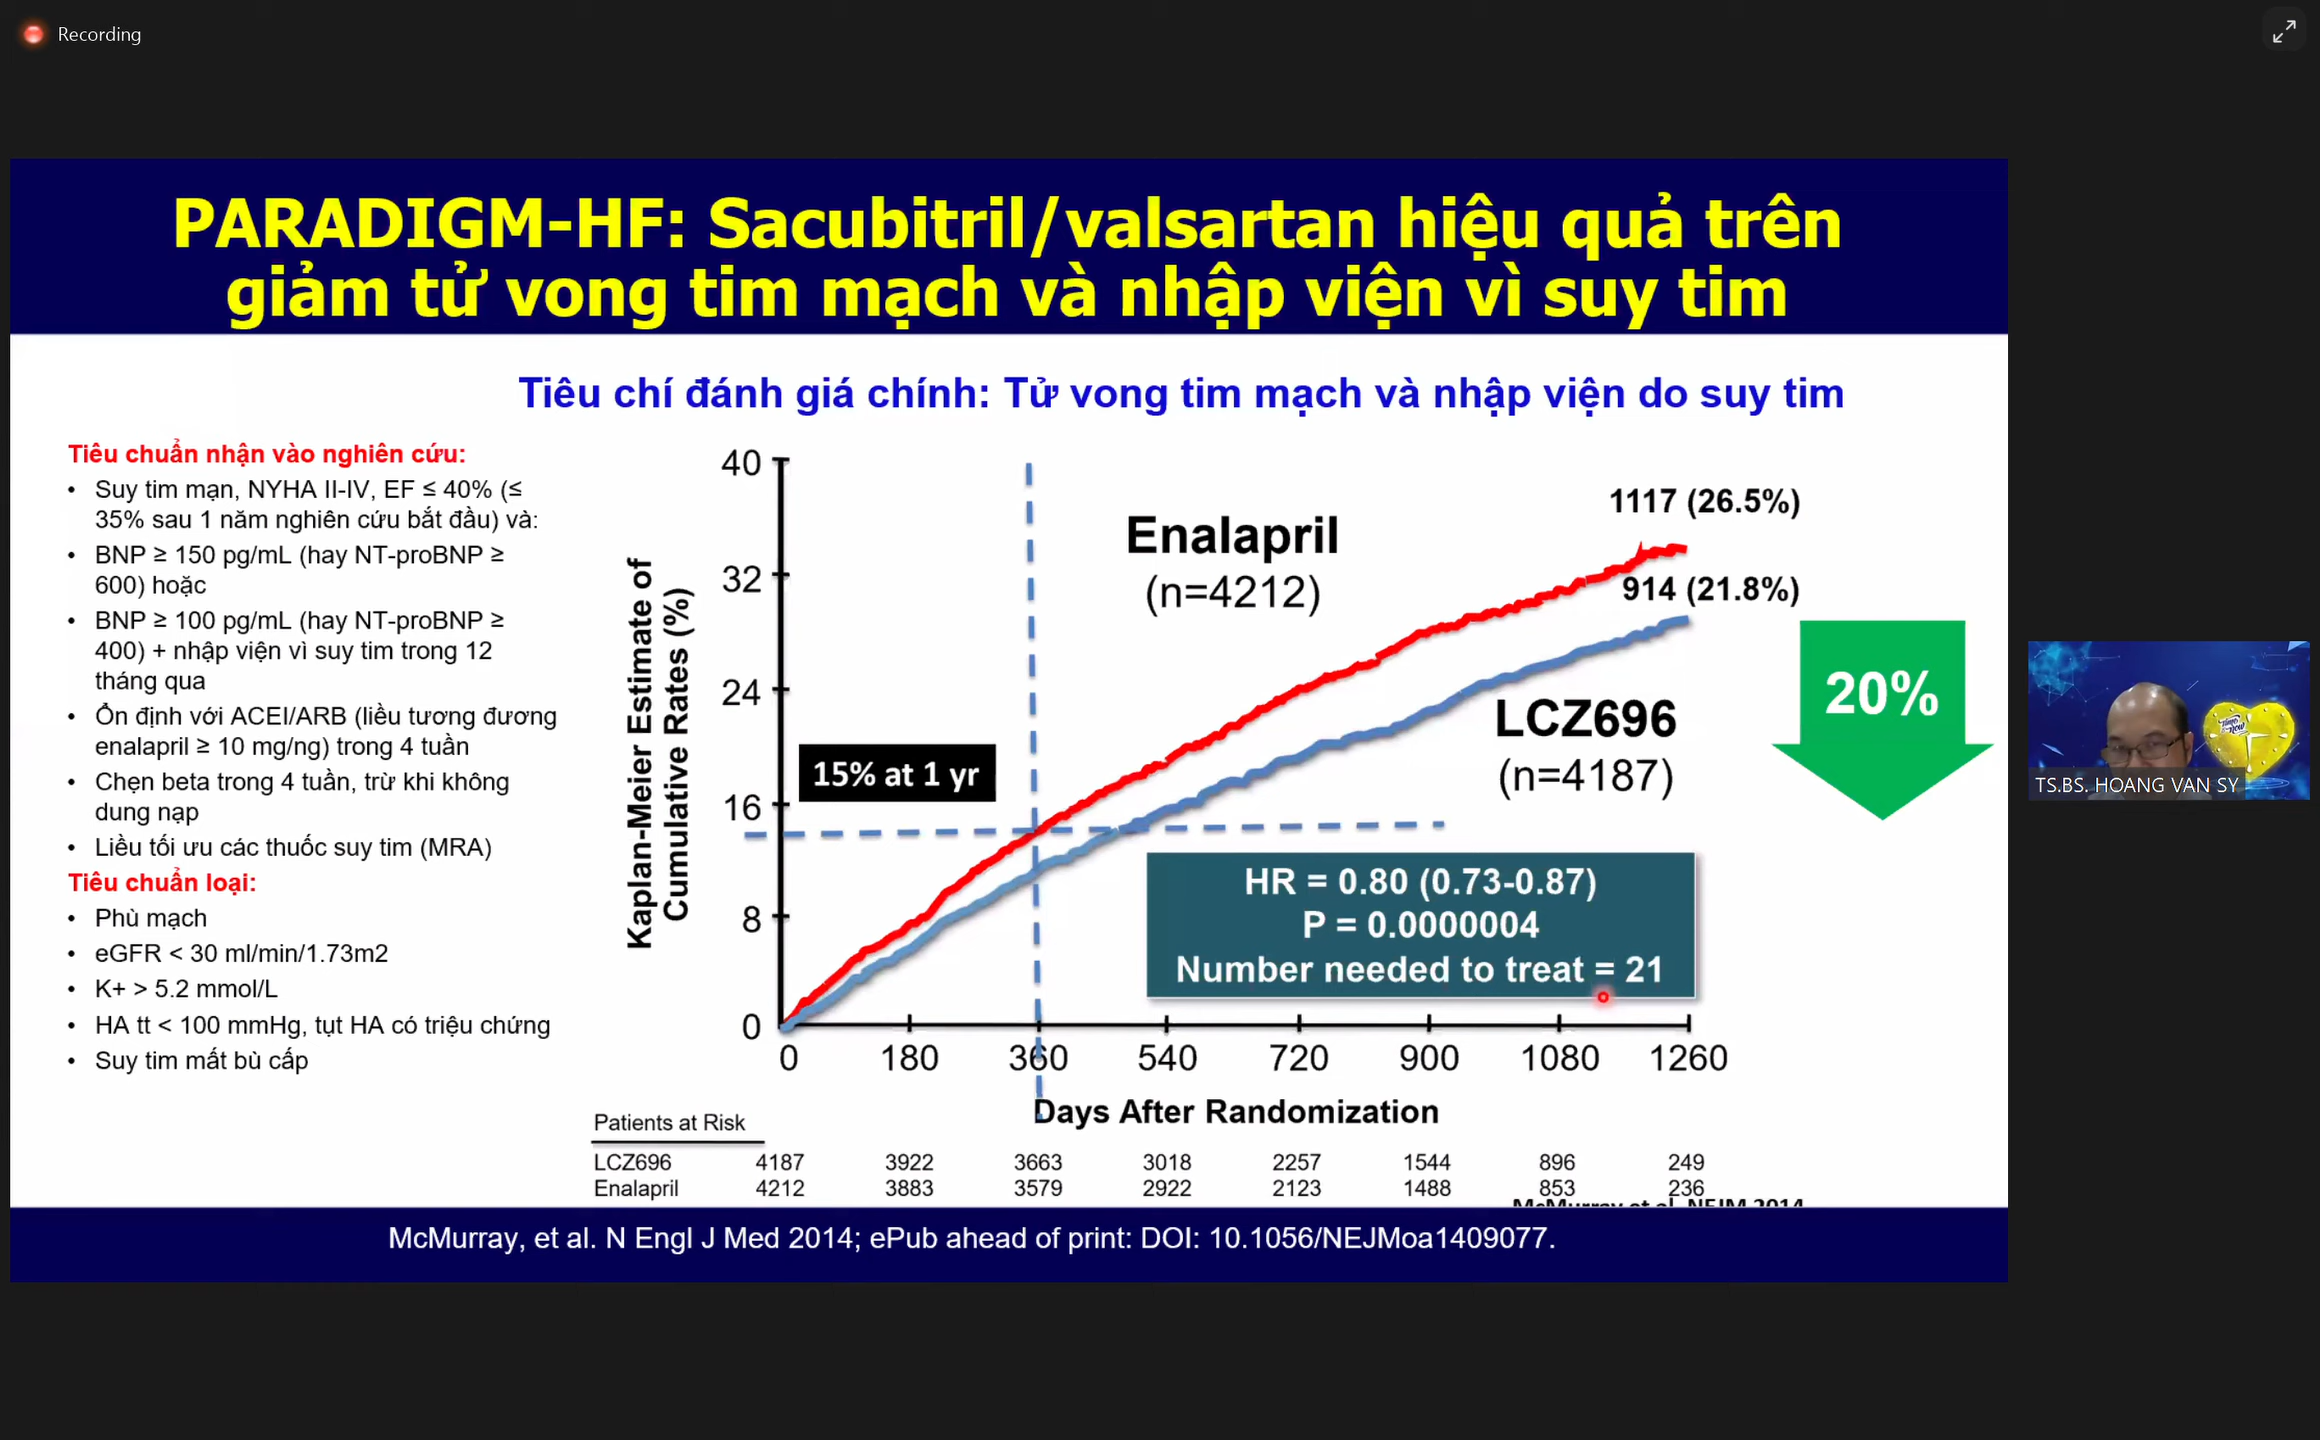 Recording
PARADIGM-HF: Sacubitril/valsartan hiệu quả trên
giảm tử vong tim mạch và nhập viện vì suy tim
Tiêu chí đánh giá chính: Tử vong tim mạch và nhập viện do suy tim
Tiêu chuẩn nhận vào nghiên cứu:
• Suy tim mạn, NYHA II-IV, EF ≤ 40% (≤
35% sau 1 năm nghiên cứu bắt đầu) và:
• BNP ≥ 150 pg/mL (hay NT-proBNP ≥
600) hoặc
• BNP ≥ 100 pg/mL (hay NT-proBNP ≥
400) + nhập viện vì suy tim trong 12
tháng qua
• Ổn định với ACEI/ARB (liều tương đương
enalapril ≥ 10 mg/ng) trong 4 tuần
• Chẹn beta trong 4 tuần, trừ khi không
dung nạp
• Liều tối ưu các thuốc suy tim (MRA)
Tiêu chuẩn loại:
• Phù mạch
• eGFR < 30 ml/min/1.73m2
• K+ > 5.2 mmol/L
• HA tt < 100 mmHg, tụt HA có triệu chứng
• Suy tim mất bù cấp
Kaplan-Meier Estimate of
Cumulative Rates (%)
40
32
24
16
8
0
15% at 1 yr
Enalapril
(n=4212)
1117 (26.5%)
914 (21.8%)
LCZ696
(n=4187)
20%
HR = 0.80 (0.73-0.87)
P = 0.0000004
Number needed to treat = 21
0 180 360 540 720 900 1080 1260
Days After Randomization
Patients at Risk
LCZ696 4187 3922 3663 3018 2257 1544 896 249
Enalapril 4212 3883 3579 2922 2123 1488 853 236
McMurray et al. NEJM 2014
McMurray, et al. N Engl J Med 2014; ePub ahead of print: DOI: 10.1056/NEJMoa1409077.
TS.BS. HOANG VAN SY